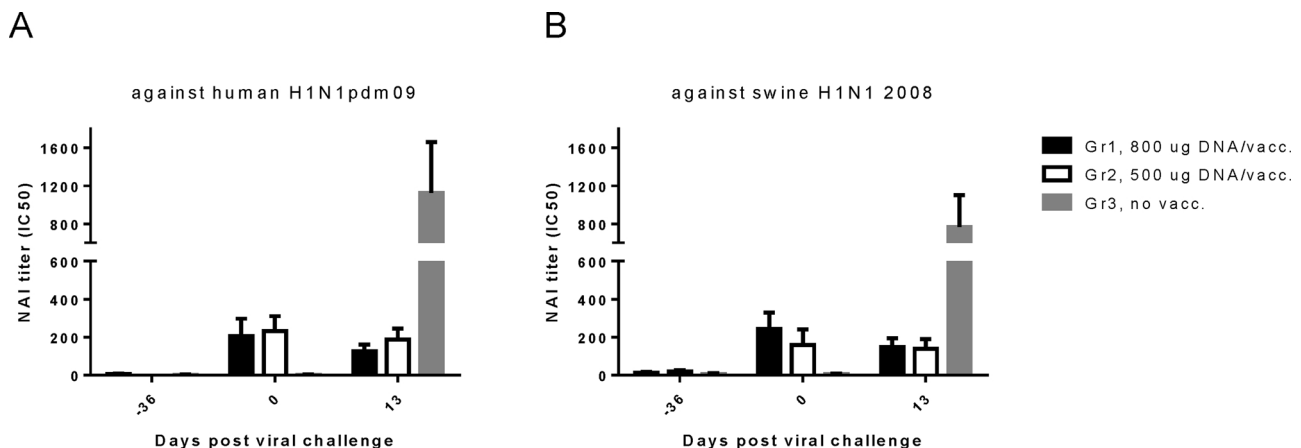 A
B
against human H1N1pdm09
against swine H1N1 2008
NAI titer (IC50)
1600
1200
800
600
400
200
0
-36
0
13
Days post viral challenge
NAI titer (IC50)
1600
1200
800
600
400
200
0
-36
0
13
Days post viral challenge
Gr1, 800 ug DNA/vacc.
Gr2, 500 ug DNA/vacc.
Gr3, no vacc.